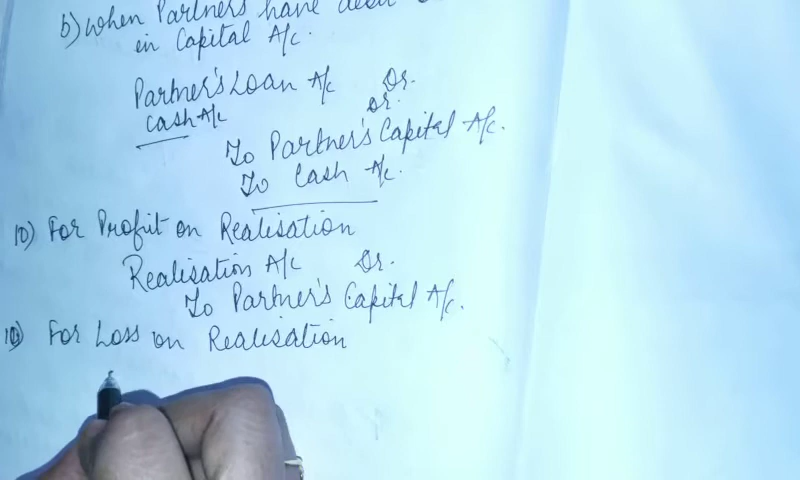 b) When Partners have
in Capital A/c.
Partner's Loan A/c Dr.
Cash A/c Dr.
To Partner's Capital A/c.
To Cash A/c.
10) For Profit on Realisation
Realisation A/c Dr.
To Partner's Capital A/c.
For Loss on Realisation